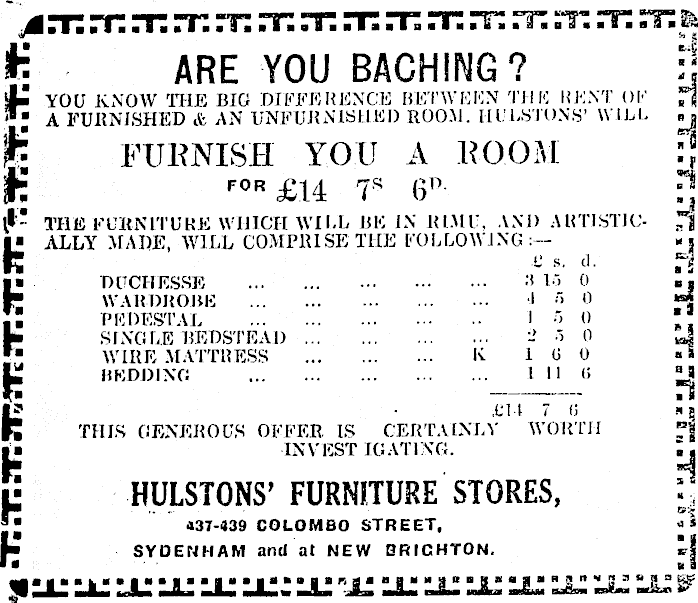 ARE YOU BACHING?
YOU KNOW THE BIG DIFFERENCE BETWEEN THE RENT OF
A FURNISHED & AN UNFURNISHED ROOM. HULSTONS' WILL
FURNISH YOU A ROOM
FOR £14 7S 6D.
THE FURNITURE WHICH WILL BE IN RIMU, AND ARTISTIC-
ALLY MADE, WILL COMPRISE THE FOLLOWING:—
£ s. d.
DUCHESSE ... ... ... ... ... 3 15 0
WARDROBE ... ... ... ... ... 4 5 0
PEDESTAL ... ... ... ... .. 1 5 0
SINGLE BEDSTEAD ... ... ... ... 2 5 0
WIRE MATTRESS ... ... ... K 1 6 0
BEDDING ... ... ... ... ... 1 11 6
£14 7 6
THIS GENEROUS OFFER IS CERTAINLY WORTH
INVEST IGATING.
HULSTONS' FURNITURE STORES,
437-439 COLOMBO STREET,
SYDENHAM and at NEW BRIGHTON.